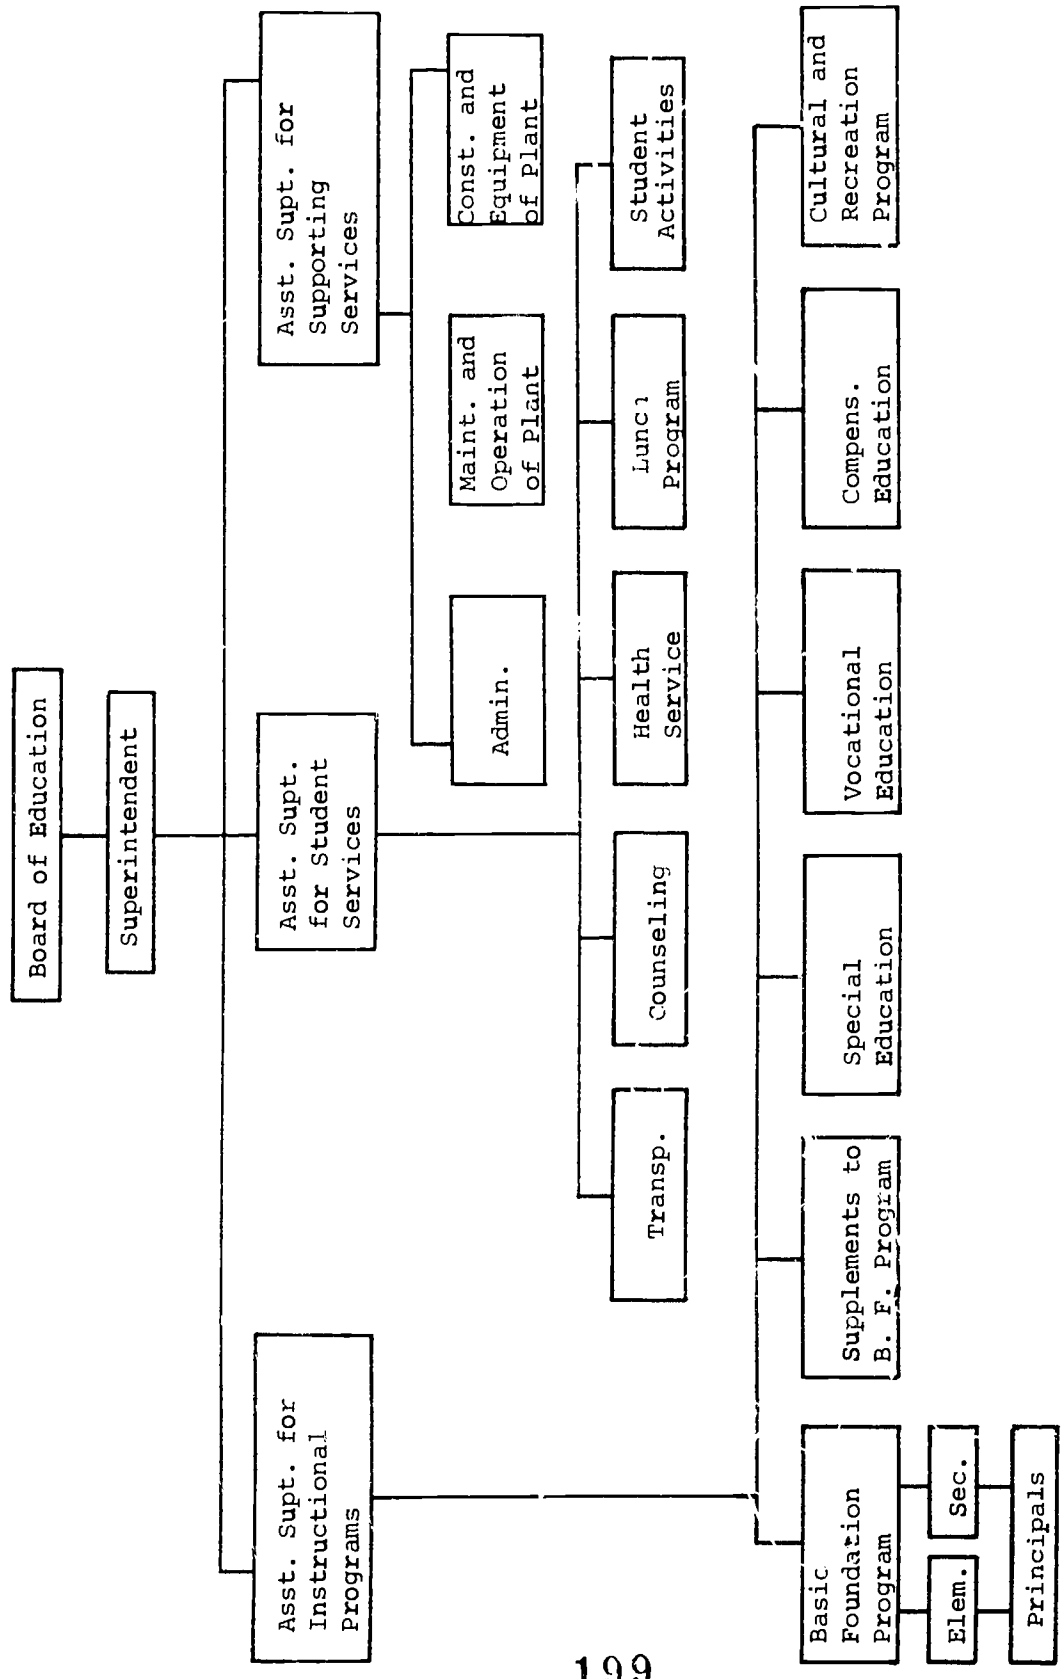 Board of Education
Superintendent
Asst. Supt. for
Instructional
Programs
Asst. Supt.
for Student
Services
Asst. Supt. for
Supporting
Services
Admin.
Maint. and
Operation
of Plant
Const. and
Equipment
of Plant
Transp.
Counseling
Health
Service
Lunch
Program
Student
Activities
Basic
Foundation
Program
Supplements to
B. F. Program
Special
Education
Vocational
Education
Compens.
Education
Cultural and
Recreation
Program
Elem.
Sec.
Principals
199